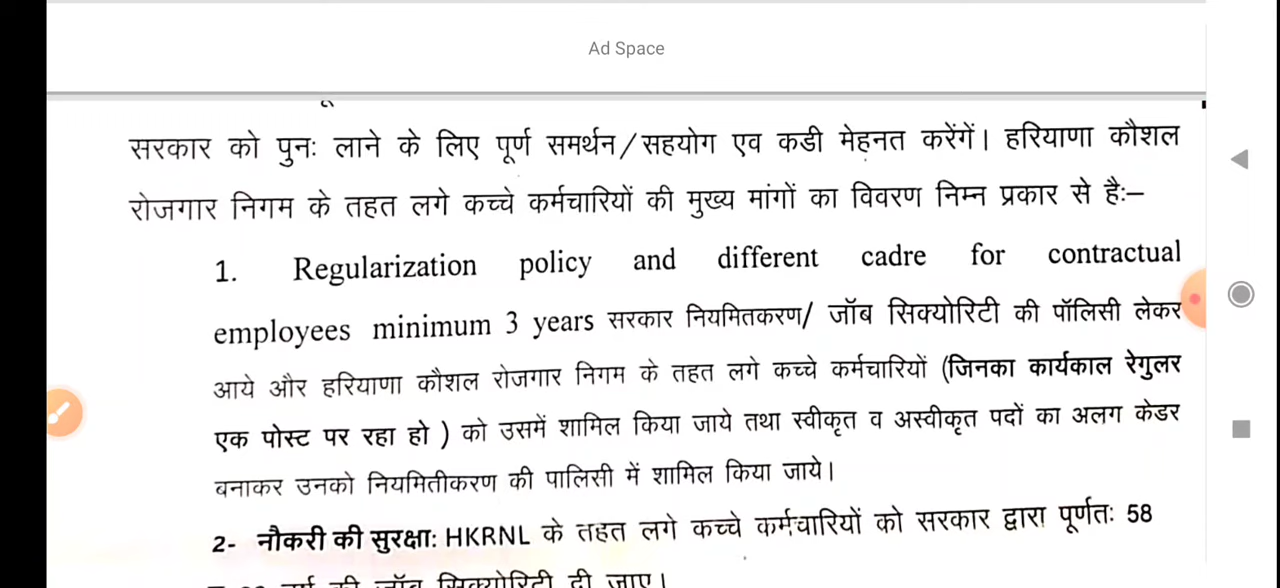 Ad Space
सरकार को पुनः लाने के लिए पूर्ण समर्थन/सहयोग एव कडी मेहनत करेंगें। हरियाणा कौशल
रोजगार निगम के तहत लगे कच्चे कर्मचारियों की मुख्य मांगों का विवरण निम्न प्रकार से हैः–
1. Regularization policy and different cadre for contractual
employees minimum 3 years सरकार नियमितकरण/ जॉब सिक्योरिटी की पॉलिसी लेकर
आये और हरियाणा कौशल रोजगार निगम के तहत लगे कच्चे कर्मचारियों (जिनका कार्यकाल रेगुलर
एक पोस्ट पर रहा हो ) को उसमें शामिल किया जाये तथा स्वीकृत व अस्वीकृत पदों का अलग केडर
बनाकर उनको नियमितीकरण की पालिसी में शामिल किया जाये।
2- नौकरी की सुरक्षा: HKRNL के तहत लगे कच्चे कर्मचारियों को सरकार द्वारा पूर्णतः 58
की जॉब सिक्योरिटी दी जाए।